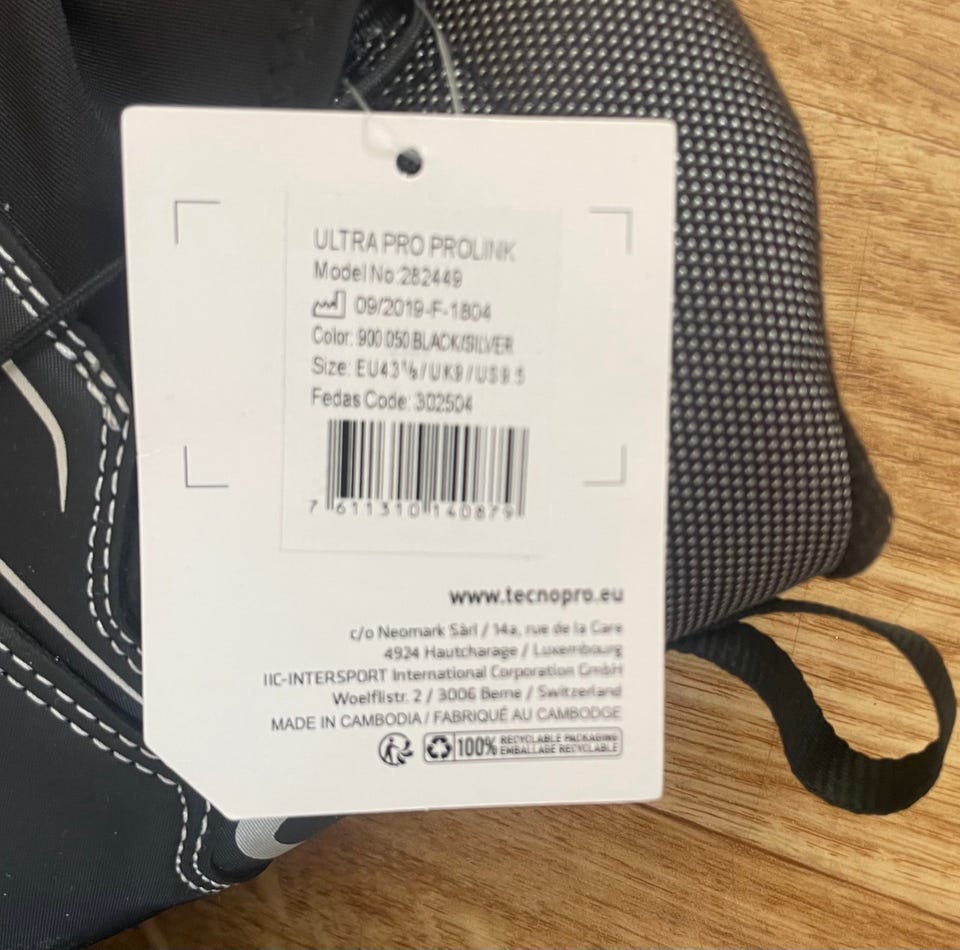 ULTRA PRO PROLINK
Model No:282449
09/2019-F-1804
Color: 900 050 BLACK/SILVER
Size: EU43⅓/UK9/US9.5
Fedas Code: 302504
7 611310 140879
www.tecnopro.eu
c/o Neomark Sàrl / 14a, rue de la Gare
4924 Hautcharage / Luxembourg
IIC-INTERSPORT International Corporation GmbH
Woelflistr. 2 / 3006 Berne / Switzerland
MADE IN CAMBODIA / FABRIQUÉ AU CAMBODGE
100% RECYCLABLE PACKAGING
EMBALLAGE RECYCLABLE